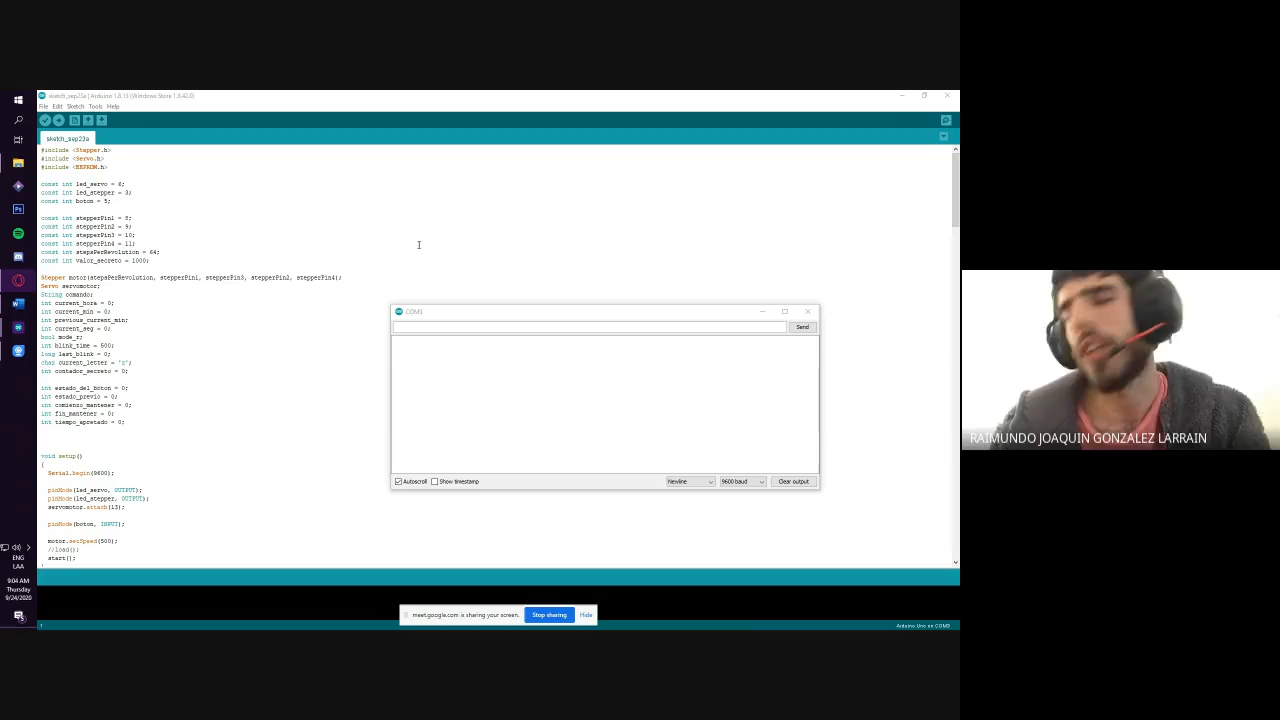 sketch_sep23a | Arduino 1.8.13 (Windows Store 1.8.42.0)
File Edit Sketch Tools Help
sketch_sep23a
#include <Stepper.h>
#include <Servo.h>
#include <EEPROM.h>
const int led_servo = 6;
const int led_stepper = 3;
const int boton = 5;
const int stepperPin1 = 8;
const int stepperPin2 = 9;
const int stepperPin3 = 10;
const int stepperPin4 = 11;
const int stepsPerRevolution = 64;
const int valor_secreto = 1000;
Stepper motor(stepsPerRevolution, stepperPin1, stepperPin3, stepperPin2, stepperPin4);
Servo servomotor;
String comando;
int current_hora = 0;
int current_min = 0;
int previous_current_min;
int current_seg = 0;
bool mode_r;
int blink_time = 500;
long last_blink = 0;
char current_letter =
int contador_secreto = 0;
int estado_del_boton = 0;
int estado_previo = 0;
int comienzo_mantener = 0;
int fin_mantener = 0;
int tiempo_apretado = 0;
void setup()
{
Serial.begin(9600);
pinMode(led_servo, OUTPUT);
pinMode(led_stepper, OUTPUT);
servomotor.attach(13);
pinMode(boton, INPUT);
motor.setSpeed(500);
//load();
start();
COM3
Send
Autoscroll Show timestamp Newline 9600 baud Clear output
RAIMUNDO JOAQUIN GONZALEZ LARRAIN
ENG
LAA
9:04 AM
Thursday
9/24/2020
meet.google.com is sharing your screen. Stop sharing Hide
1 Arduino Uno on COM3